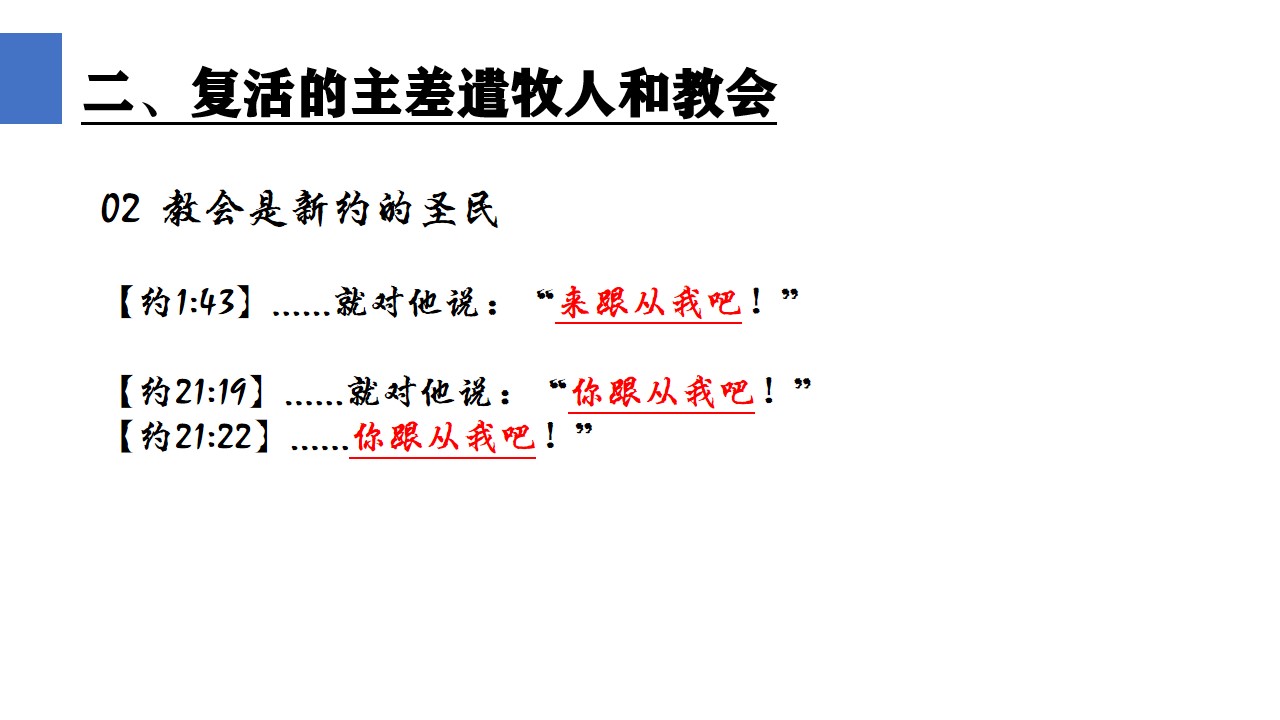 二、复活的主差遣牧人和教会
02 教会是新约的圣民
【约1:43】......就对他说：“来跟从我吧！”
【约21:19】......就对他说：“你跟从我吧！”
【约21:22】......你跟从我吧！”